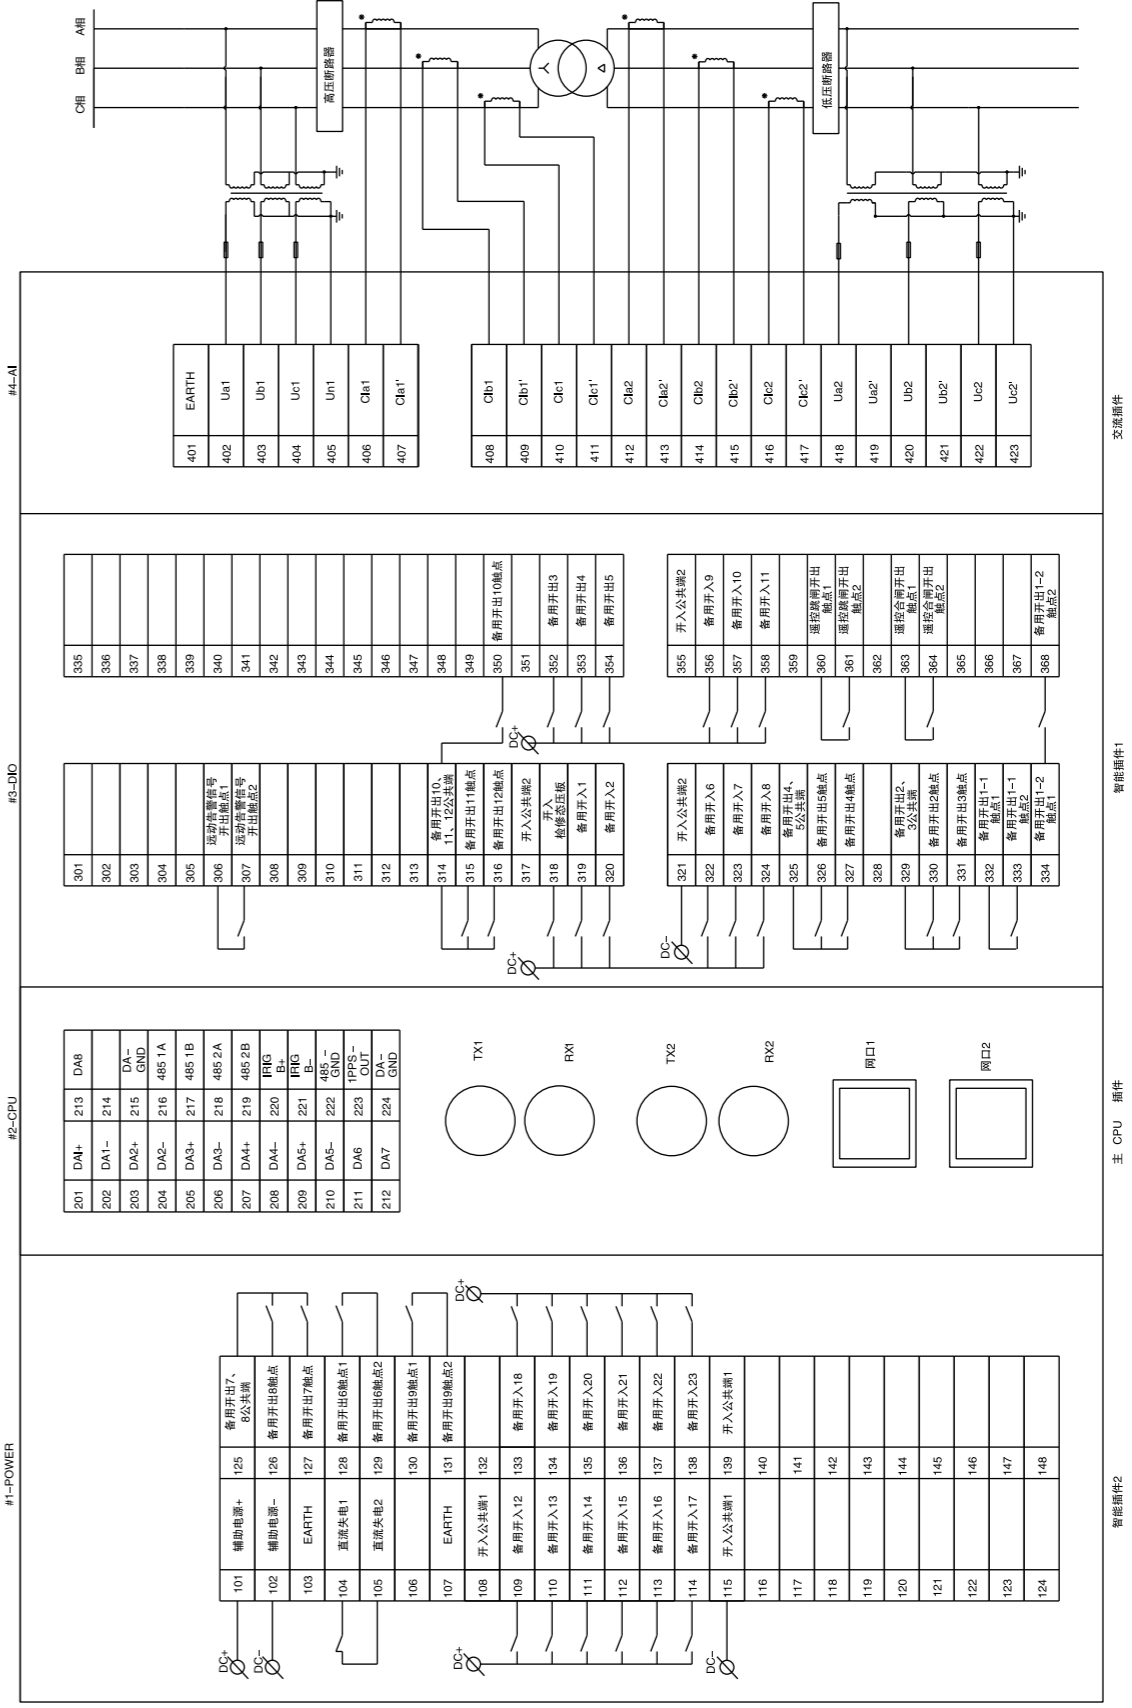 #1-POWER
#2-CPU
#3-DIO
#4-AI
DC+
DC-
DC+
DC-
101 辅助电源+
102 辅助电源-
103 EARTH
104 直流失电1
105 直流失电2
106
107 EARTH
108 开入公共端1
109 备用开入12
110 备用开入13
111 备用开入14
112 备用开入15
113 备用开入16
114 备用开入17
115 开入公共端1
116
117
118
119
120
121
122
123
124
125 备用开出7、
8公共端
126 备用开出8触点
127 备用开出7触点
128 备用开出6触点1
129 备用开出6触点2
130 备用开出9触点1
131 备用开出9触点2
132
133 备用开入18
134 备用开入19
135 备用开入20
136 备用开入21
137 备用开入22
138 备用开入23
139 开入公共端1
140
141
142
143
144
145
146
147
148
DC+
智能插件2
201 DAI+
202 DA1-
203 DA2+
204 DA2-
205 DA3+
206 DA3-
207 DA4+
208 DA4-
209 DA5+
210 DA5-
211 DA6
212 DA7
213 DA8
214
215 DA-
GND
216 485 1A
217 485 1B
218 485 2A
219 485 2B
220 IRIG
B+
221 IRIG
B-
222 485-
GND
223 1PPS-
OUT
224 DA-
GND
TX1
RX1
TX2
RX2
网口1
网口2
主 CPU 插件
DC+
DC-
301
302
303
304
305
306 远动告警信号
开出触点1
307 远动告警信号
开出触点2
308
309
310
311
312
313
314 备用开出10、
11、12公共端
315 备用开出11触点
316 备用开出12触点
317 开入公共端2
318 开入
检修态压板
319 备用开入1
320 备用开入2
321 开入公共端2
322 备用开入6
323 备用开入7
324 备用开入8
325 备用开出4、
5公共端
326 备用开出5触点
327 备用开出4触点
328
329 备用开出2、
3公共端
330 备用开出2触点
331 备用开出3触点
332 备用开出1-1
触点1
333 备用开出1-1
触点2
334 备用开出1-2
触点1
DC+
335
336
337
338
339
340
341
342
343
344
345
346
347
348
349
350 备用开出10触点
351
352 备用开出3
353 备用开出4
354 备用开出5
355 开入公共端2
356 备用开入9
357 备用开入10
358 备用开入11
359
360 遥控跳闸开出
触点1
361 遥控跳闸开出
触点2
362
363 遥控合闸开出
触点1
364 遥控合闸开出
触点2
365
366
367
368 备用开出1-2
触点2
智能插件1
401 EARTH
402 Ua1
403 Ub1
404 Uc1
405 Un1
406 CIa1
407 CIa1'
408 CIb1
409 CIb1'
410 CIc1
411 CIc1'
412 CIa2
413 CIa2'
414 CIb2
415 CIb2'
416 CIc2
417 CIc2'
418 Ua2
419 Ua2'
420 Ub2
421 Ub2'
422 Uc2
423 Uc2'
交流插件
A相
B相
C相
高压断路器
低压断路器